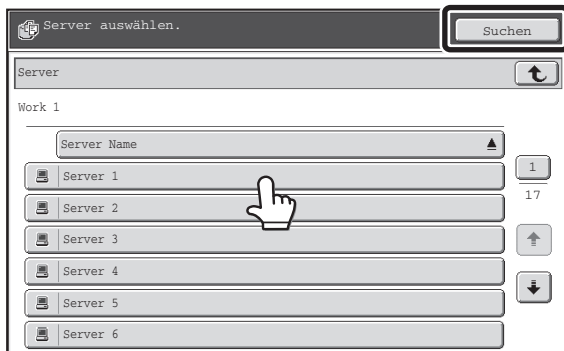 Server auswählen.
Suchen
Server
Work 1
Server Name
Server 1
1
17
Server 2
Server 3
Server 4
Server 5
Server 6